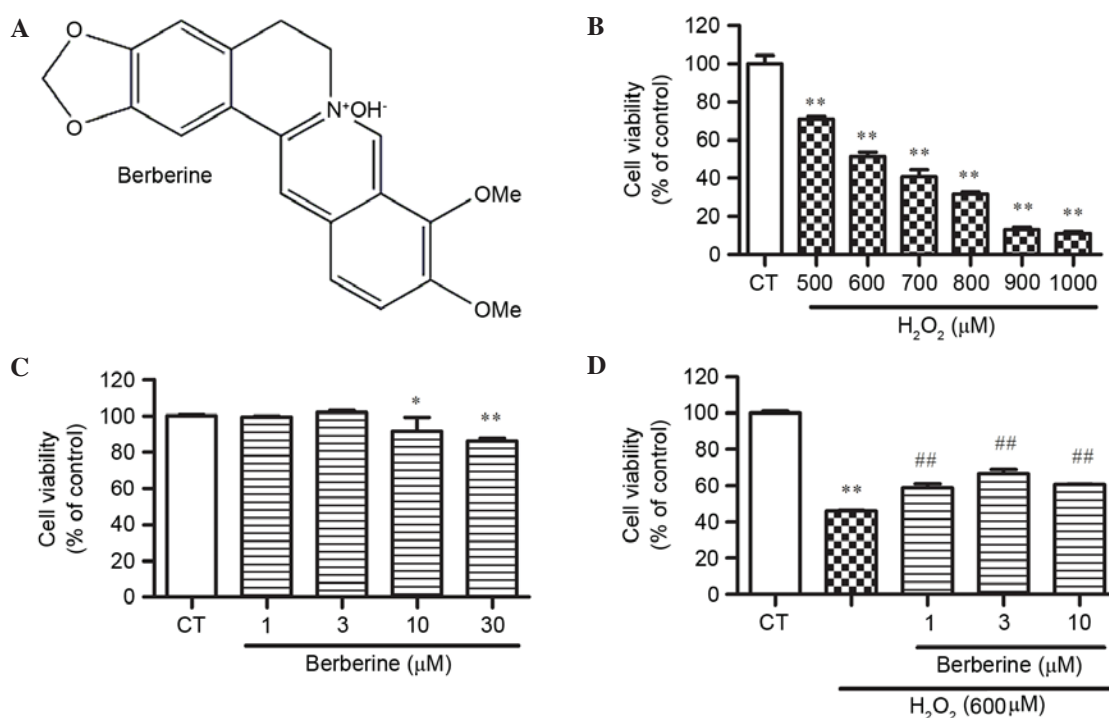 A
O
O
N⁺OH⁻
Berberine
OMe
OMe
B
Cell viability
(% of control)
120
100
80
60
40
20
0
**
**
**
**
**
**
CT 500 600 700 800 900 1000
H₂O₂ (μM)
C
Cell viability
(% of control)
120
100
80
60
40
20
0
*
**
CT 1 3 10 30
Berberine (μM)
D
Cell viability
(% of control)
120
100
80
60
40
20
0
**
##
##
##
CT 1 3 10
Berberine (μM)
H₂O₂ (600 μM)